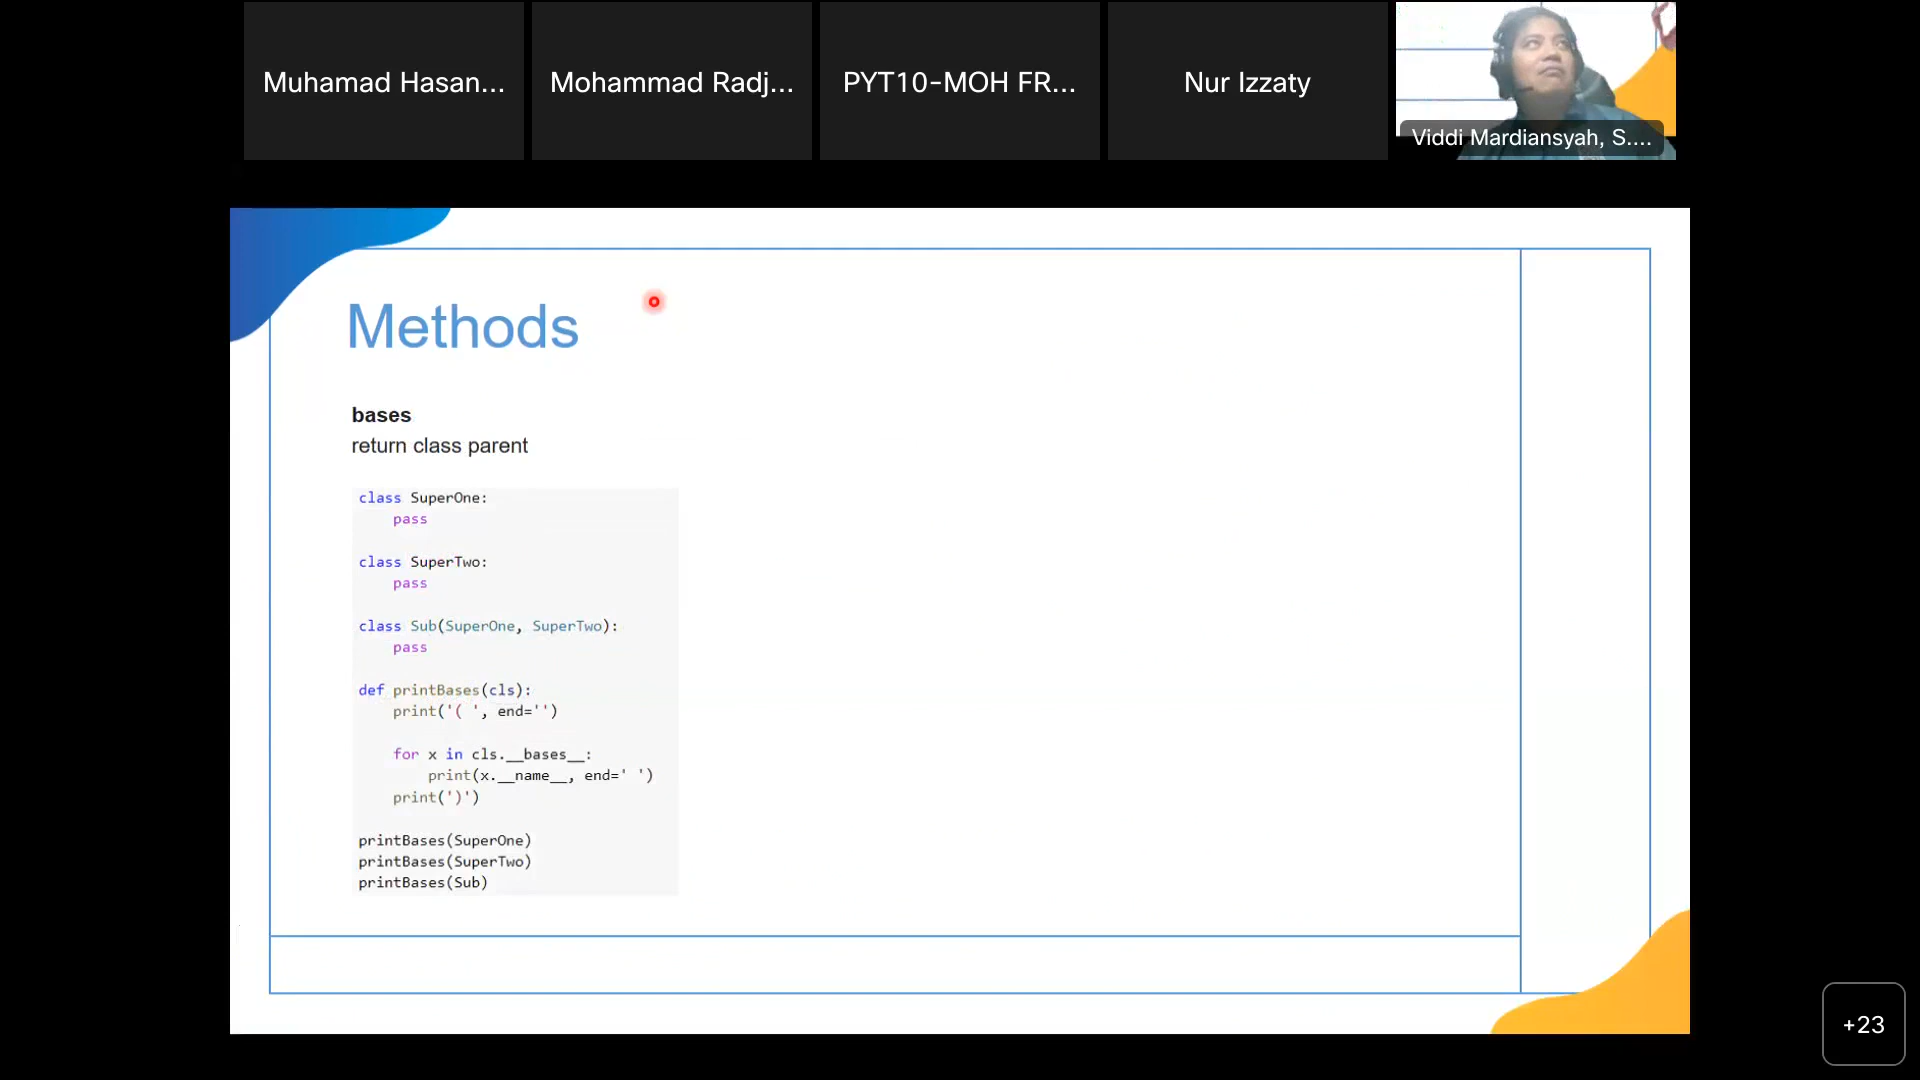 Muhamad Hasan...
Mohammad Radj...
PYT10-MOH FR...
Nur Izzaty
Viddi Mardiansyah, S....
Methods
bases
return class parent
class SuperOne:
    pass
class SuperTwo:
    pass
class Sub(SuperOne, SuperTwo):
    pass
def printBases(cls):
    print('( ', end='')
    for x in cls.__bases__:
        print(x.__name__, end=' ')
    print(')')
printBases(SuperOne)
printBases(SuperTwo)
printBases(Sub)
+23